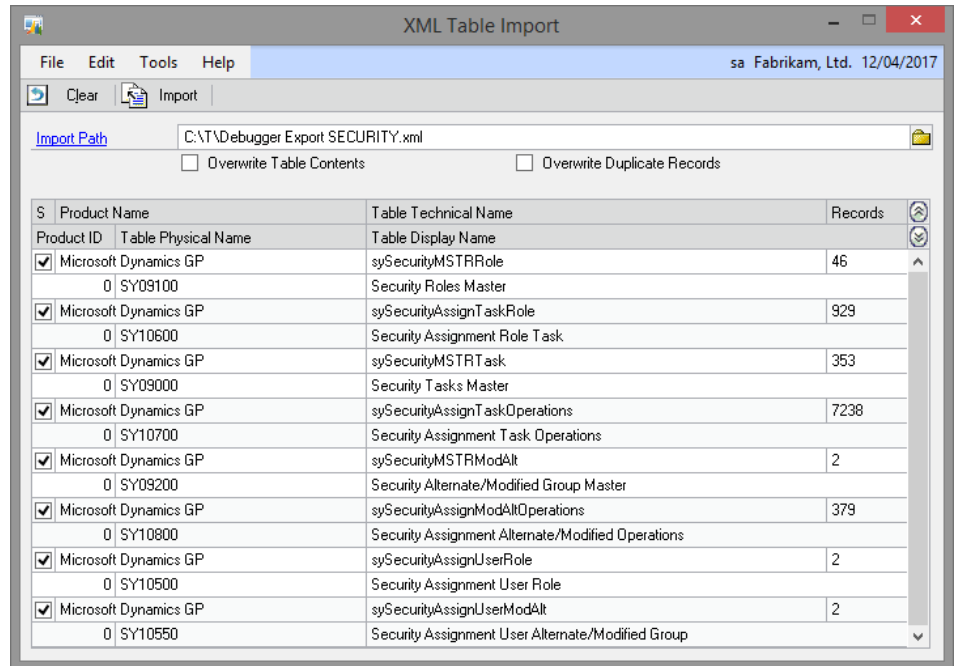 XML Table Import
File Edit Tools Help sa Fabrikam, Ltd. 12/04/2017
Clear Import
Import Path C:\T\Debugger Export SECURITY.xml
Overwrite Table Contents Overwrite Duplicate Records
S Product Name Table Technical Name Records
Product ID Table Physical Name Table Display Name
Microsoft Dynamics GP sySecurityMSTRRole 46
0 SY09100 Security Roles Master
Microsoft Dynamics GP sySecurityAssignTaskRole 929
0 SY10600 Security Assignment Role Task
Microsoft Dynamics GP sySecurityMSTRTask 353
0 SY09000 Security Tasks Master
Microsoft Dynamics GP sySecurityAssignTaskOperations 7238
0 SY10700 Security Assignment Task Operations
Microsoft Dynamics GP sySecurityMSTRModAlt 2
0 SY09200 Security Alternate/Modified Group Master
Microsoft Dynamics GP sySecurityAssignModAltOperations 379
0 SY10800 Security Assignment Alternate/Modified Operations
Microsoft Dynamics GP sySecurityAssignUserRole 2
0 SY10500 Security Assignment User Role
Microsoft Dynamics GP sySecurityAssignUserModAlt 2
0 SY10550 Security Assignment User Alternate/Modified Group